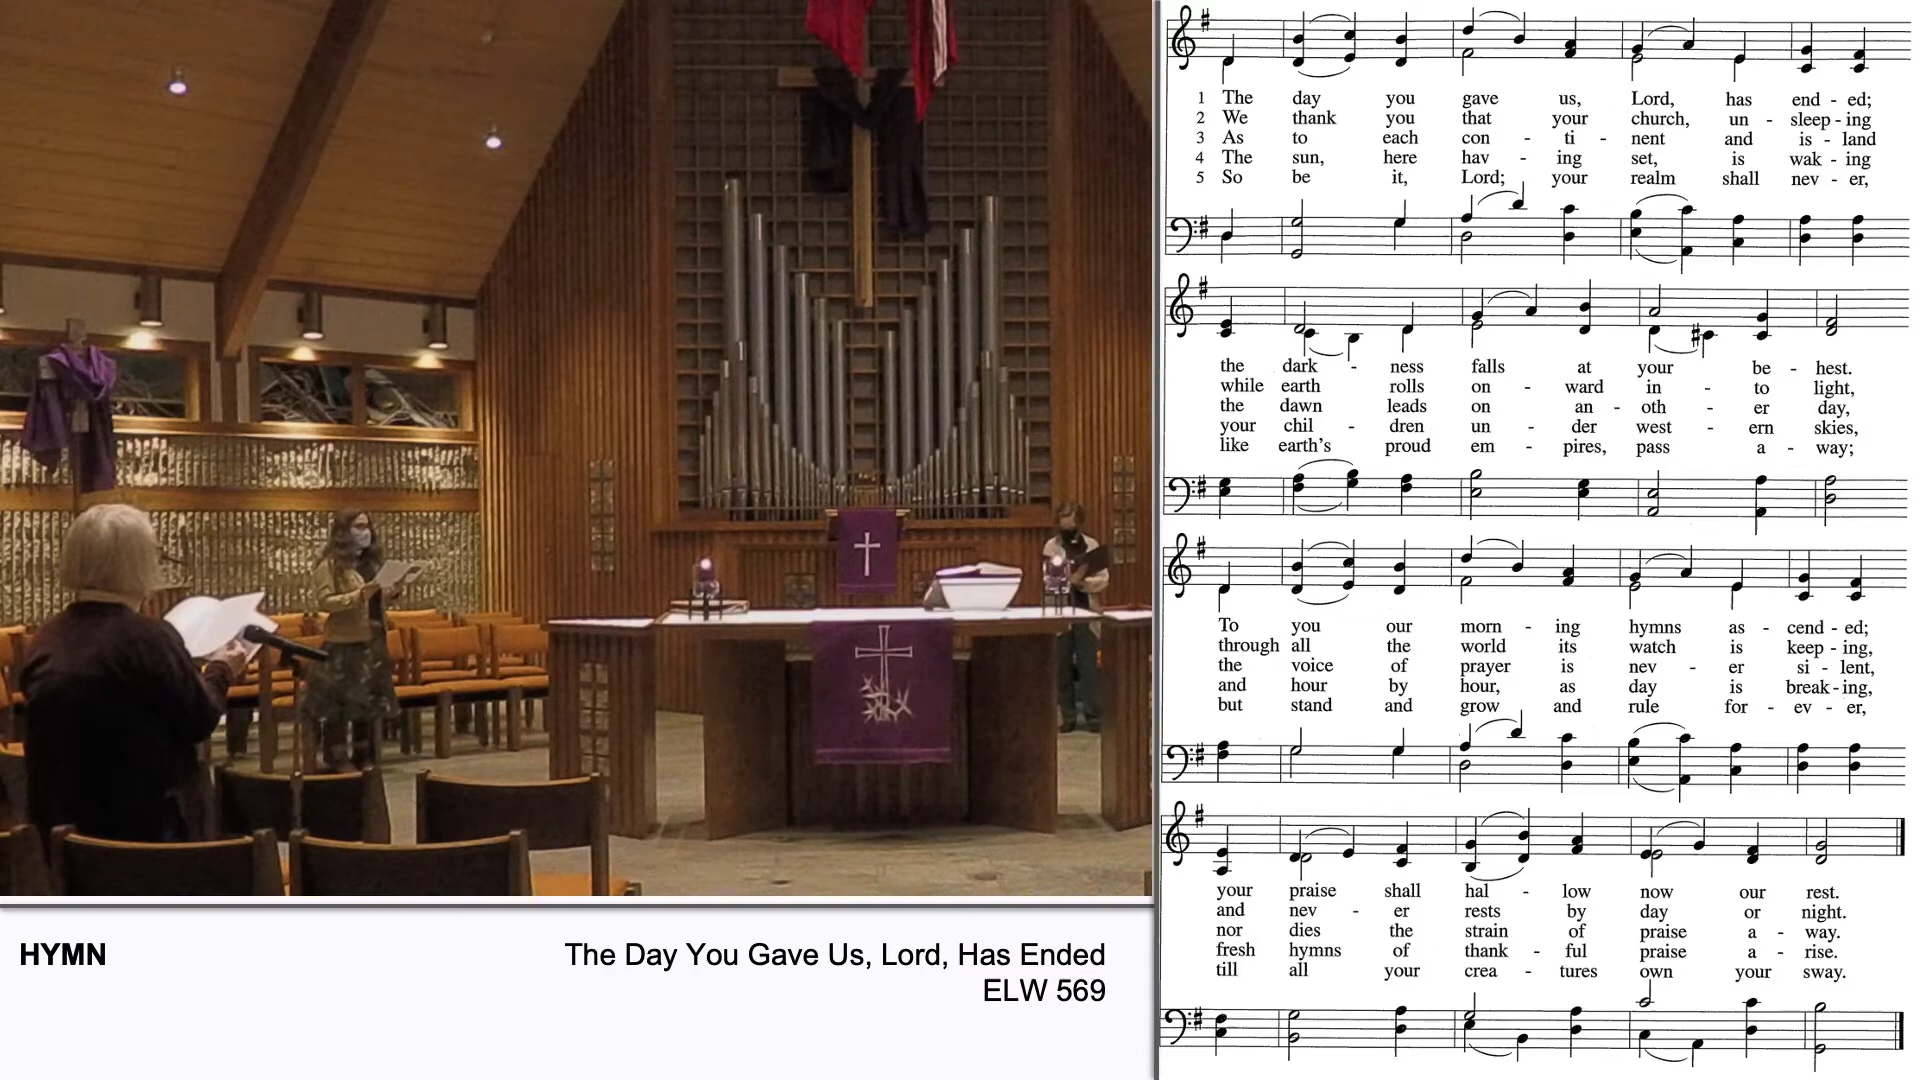 HYMN
The Day You Gave Us, Lord, Has Ended
ELW 569
1 The day you gave us, Lord, has end - ed;
2 We thank you that your church, un - sleep - ing
3 As to each con - ti - nent and is - land
4 The sun, here hav - ing set, is wak - ing
5 So be it, Lord; your realm shall nev - er,
the dark - ness falls at your be - hest.
while earth rolls on - ward in - to light,
the dawn leads on an - oth - er day,
your chil - dren un - der west - ern skies,
like earth's proud em - pires, pass a - way;
To you our morn - ing hymns as - cend - ed;
through all the world its watch is keep - ing,
the voice of prayer is nev - er si - lent,
and hour by hour, as day is break - ing,
but stand and grow and rule for - ev - er,
your praise shall hal - low now our rest.
and nev - er rests by day or night.
nor dies the strain of praise a - way.
fresh hymns of thank - ful praise a - rise.
till all your crea - tures own your sway.